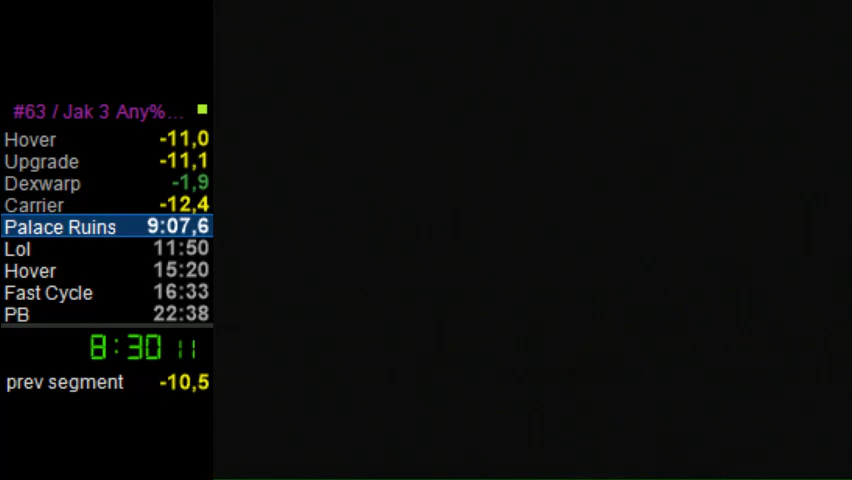 #63 / Jak 3 Any%...
Hover -11,0
Upgrade -11,1
Dexwarp -1,9
Carrier -12,4
Palace Ruins 9:07,6
Lol 11:50
Hover 15:20
Fast Cycle 16:33
PB 22:38
8:30 11
prev segment -10,5